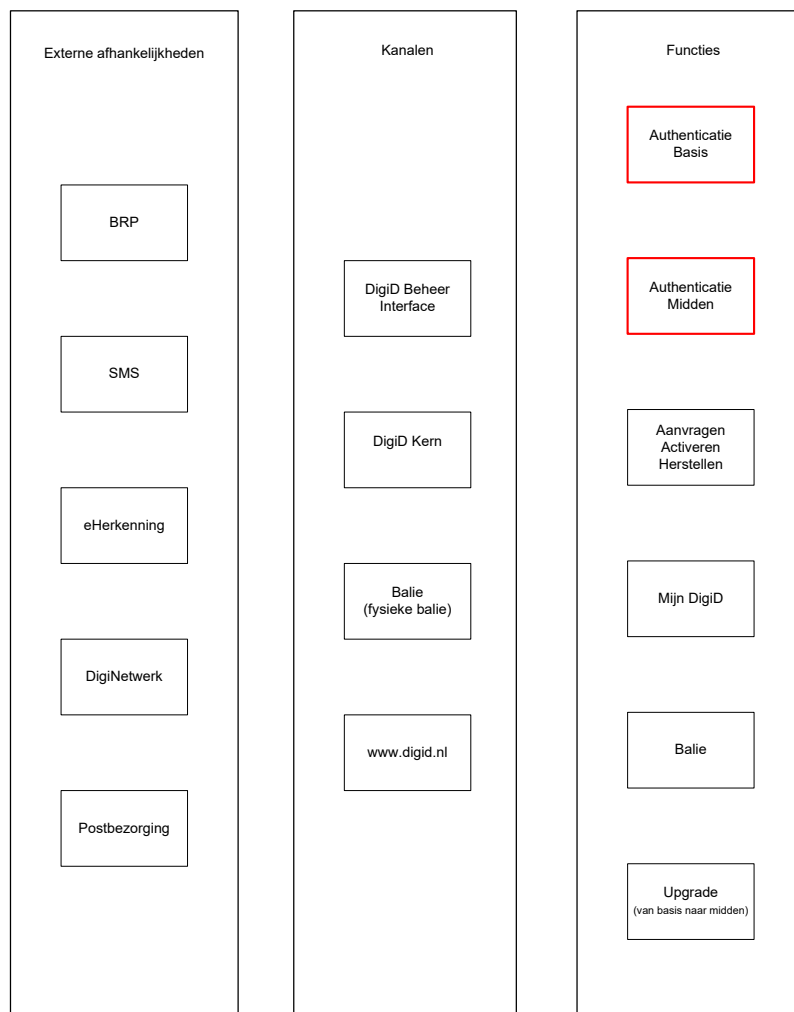 Externe afhankelijkheden
BRP
SMS
eHerkenning
DigiNetwerk
Postbezorging
Kanalen
DigiD Beheer
Interface
DigiD Kern
Balie
(fysieke balie)
www.digid.nl
Functies
Authenticatie
Basis
Authenticatie
Midden
Aanvragen
Activeren
Herstellen
Mijn DigiD
Balie
Upgrade
(van basis naar midden)